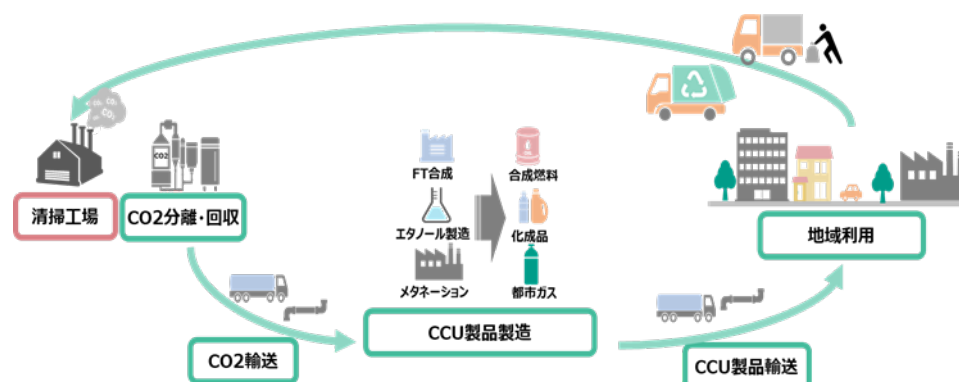 CO2
CO2
CO2
CO2
清掃工場
CO2分離・回収
FT合成
合成燃料
エタノール製造
化成品
メタネーション
都市ガス
地域利用
CCU製品製造
CO2輸送
CCU製品輸送